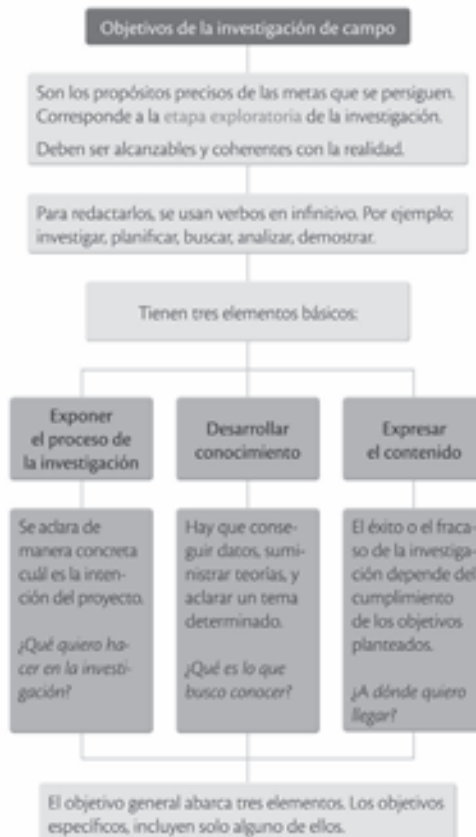 Objetivos de la investigación de campo
Son los propósitos precisos de las metas que se persiguen.
Corresponde a la etapa exploratoria de la investigación.
Deben ser alcanzables y coherentes con la realidad.
Para redactarlos, se usan verbos en infinitivo. Por ejemplo:
investigar, planificar, buscar, analizar, demostrar.
Tienen tres elementos básicos:
Exponer
el proceso de
la investigación
Se aclara de
manera concreta
cuál es la inten-
ción del proyecto.
¿Qué quiero ha-
cer en la investi-
gación?
Desarrollar
conocimiento
Hay que conse-
guir datos, sumi-
nistrar teorías, y
aclarar un tema
determinado.
¿Qué es lo que
busco conocer?
Expresar
el contenido
El éxito o el fraca-
so de la investiga-
ción depende del
cumplimiento
de los objetivos
planteados.
¿A dónde quiero
llegar?
El objetivo general abarca tres elementos. Los objetivos
específicos, incluyen solo alguno de ellos.